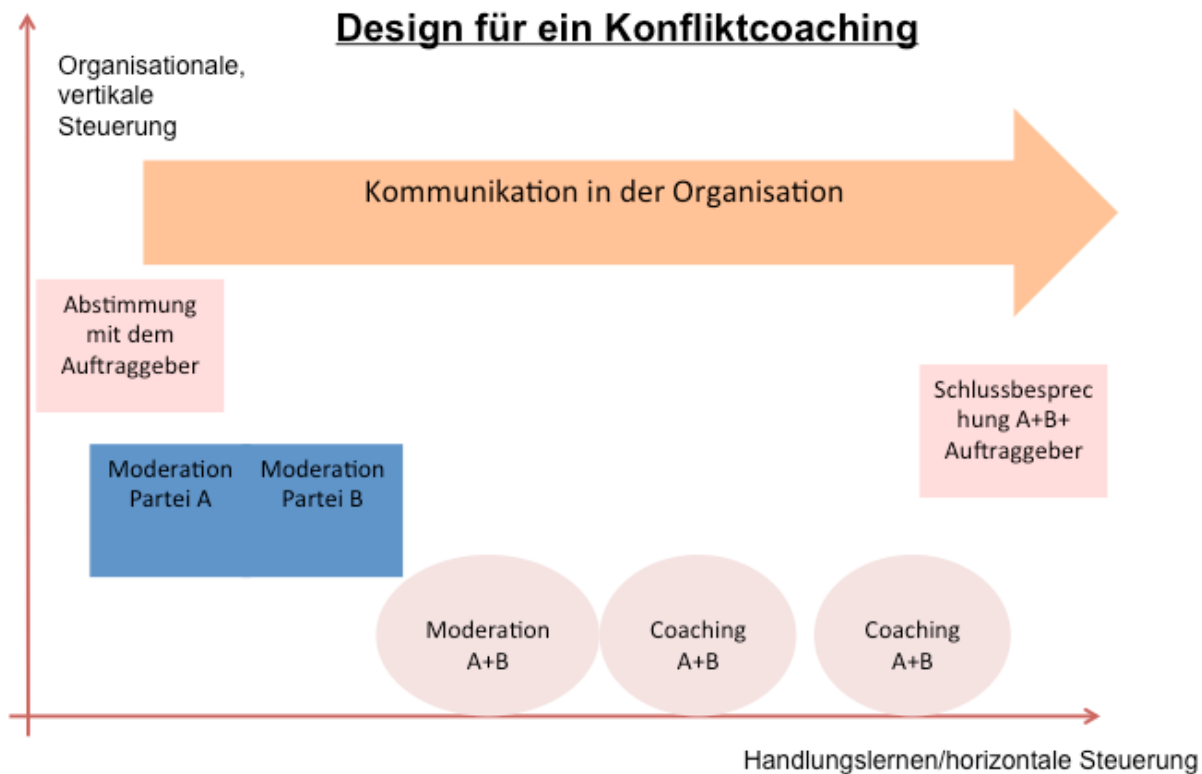 Design für ein Konfliktcoaching
Organisationale,
vertikale
Steuerung
Kommunikation in der Organisation
Abstimmung
mit dem
Auftraggeber
Schlussbesprec
hung A+B+
Auftraggeber
Moderation
Partei A
Moderation
Partei B
Moderation
A+B
Coaching
A+B
Coaching
A+B
Handlungslernen/horizontale Steuerung